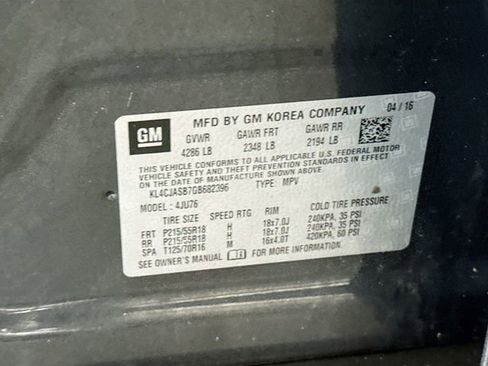 GM
MFD BY GM KOREA COMPANY 04 / 16
GVWR GAWR FRT GAWR RR
4286 LB 2348 LB 2194 LB
THIS VEHICLE CONFORMS TO ALL APPLICABLE U.S. FEDERAL MOTOR
VEHICLE SAFETY AND THEFT PREVENTION STANDARDS IN EFFECT ON
THE DATE OF MANUFACTURE SHOWN ABOVE.
KL4CJASB7GB682396 TYPE: MPV
MODEL : 4JU76
TIRE SIZE SPEED RTG RIM COLD TIRE PRESSURE
FRT P215/55R18 H 18x7.0J 240KPA, 35 PSI
RR P215/55R18 H 18x7.0J 240KPA, 35 PSI
SPA T125/70R16 M 16x4.0T 420KPA, 60 PSI
SEE OWNER'S MANUAL FOR MORE INFORMATION.